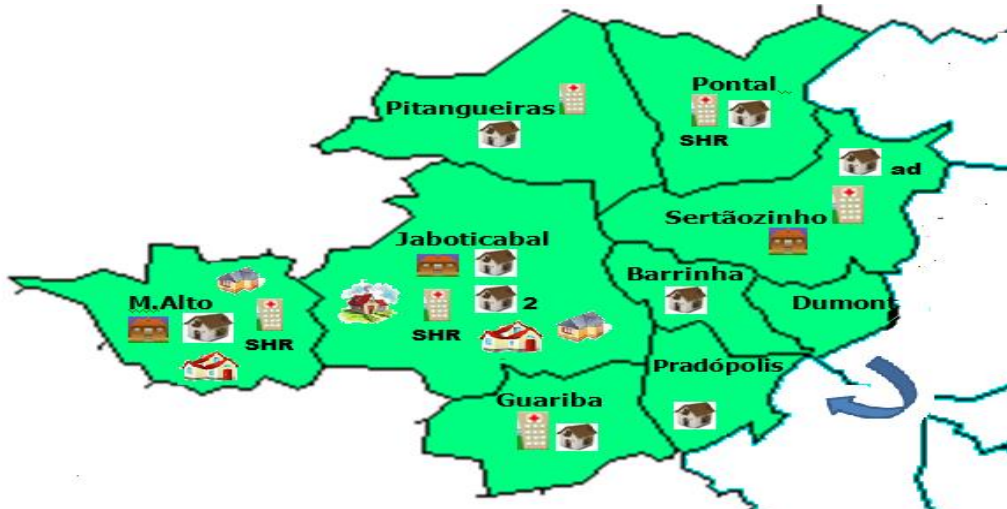 Pontal
Pitangueiras
SHR
ad
Sertãozinho
Jaboticabal
Barrinha
M.Alto
2
Dumont
SHR
SHR
Pradópolis
Guariba